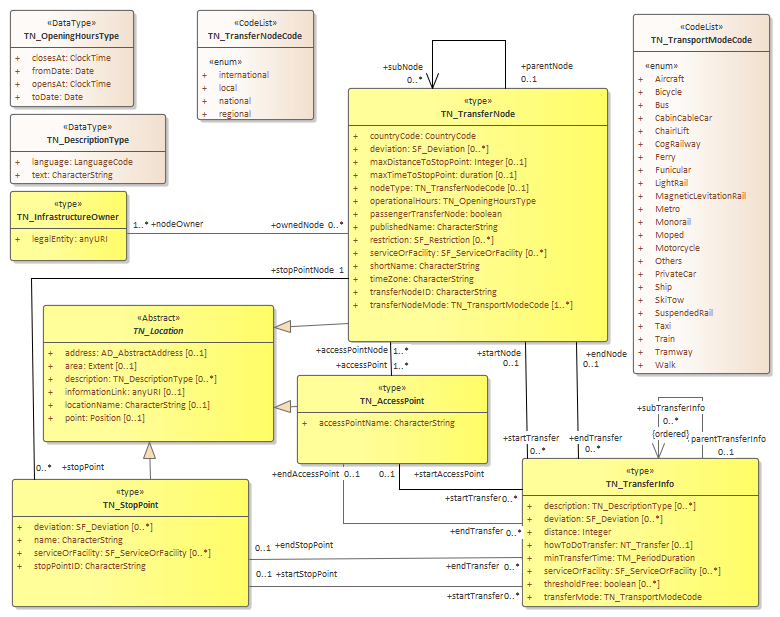 «DataType»
TN_OpeningHoursType
+ closesAt: ClockTime
+ fromDate: Date
+ opensAt: ClockTime
+ toDate: Date
«CodeList»
TN_TransferNodeCode
«enum»
+ international
+ local
+ national
+ regional
«CodeList»
TN_TransportModeCode
«enum»
+ Aircraft
+ Bicycle
+ Bus
+ CabinCableCar
+ ChairlLift
+ CogRailway
+ Ferry
+ Funicular
+ LightRail
+ MagneticLevitationRail
+ Metro
+ Monorail
+ Moped
+ Motorcycle
+ Others
+ PrivateCar
+ Ship
+ SkiTow
+ SuspendedRail
+ Taxi
+ Train
+ Tramway
+ Walk
+subNode
0..*
+parentNode
0..1
«DataType»
TN_DescriptionType
+ language: LanguageCode
+ text: CharacterString
«type»
TN_TransferNode
+ countryCode: CountryCode
+ deviation: SF_Deviation [0..*]
+ maxDistanceToStopPoint: Integer [0..1]
+ maxTimeToStopPoint: duration [0..1]
+ nodeType: TN_TransferNodeCode [0..1]
+ operationalHours: TN_OpeningHoursType
+ passengerTransferNode: boolean
+ publishedName: CharacterString
+ restriction: SF_Restriction [0..*]
+ serviceOrFacility: SF_ServiceOrFacility [0..*]
+ shortName: CharacterString
+ timeZone: CharacterString
+ transferNodeID: CharacterString
+ transferNodeMode: TN_TransportModeCode [1..*]
«type»
TN_InfrastructureOwner
+ legalEntity: anyURI
1..* +nodeOwner
+ownedNode 0..*
+stopPointNode 1
«Abstract»
TN_Location
+ address: AD_AbstractAddress [0..1]
+ area: Extent [0..1]
+ description: TN_DescriptionType [0..*]
+ informationLink: anyURI [0..1]
+ locationName: CharacterString [0..1]
+ point: Position [0..1]
+accessPointNode 1..*
+accessPoint 1..*
+startNode
0..1
+endNode
0..1
«type»
TN_AccessPoint
+ accessPointName: CharacterString
+subTransferInfo
0..*
{ordered}
+parentTransferInfo
0..1
+startTransfer
0..*
+endTransfer
0..*
0..* +stopPoint
+endAccessPoint 0..1
0..1 +startAccessPoint
+startTransfer 0..*
+endTransfer 0..*
«type»
TN_StopPoint
+ deviation: SF_Deviation [0..*]
+ name: CharacterString
+ serviceOrFacility: SF_ServiceOrFacility [0..*]
+ stopPointID: CharacterString
0..1 +endStopPoint
+endTransfer 0..*
0..1 +startStopPoint
+startTransfer 0..*
«type»
TN_TransferInfo
+ description: TN_DescriptionType [0..*]
+ deviation: SF_Deviation [0..*]
+ distance: Integer
+ howToDoTransfer: NT_Transfer [0..1]
+ minTransferTime: TM_PeriodDuration
+ serviceOrFacility: SF_ServiceOrFacility [0..*]
+ thresholdFree: boolean [0..*]
+ transferMode: TN_TransportModeCode